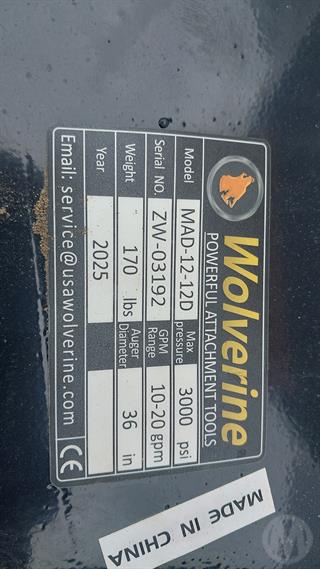 Wolverine®
POWERFUL ATTACHMENT TOOLS
Model MAD-12-12D Max pressure 3000 psi
Serial NO. ZW-03192 GPM Range 10-20 gpm
Weight 170 lbs Auger Diameter 36 in
Year 2025
Email: service@usawolverine.com CE
MADE IN CHINA